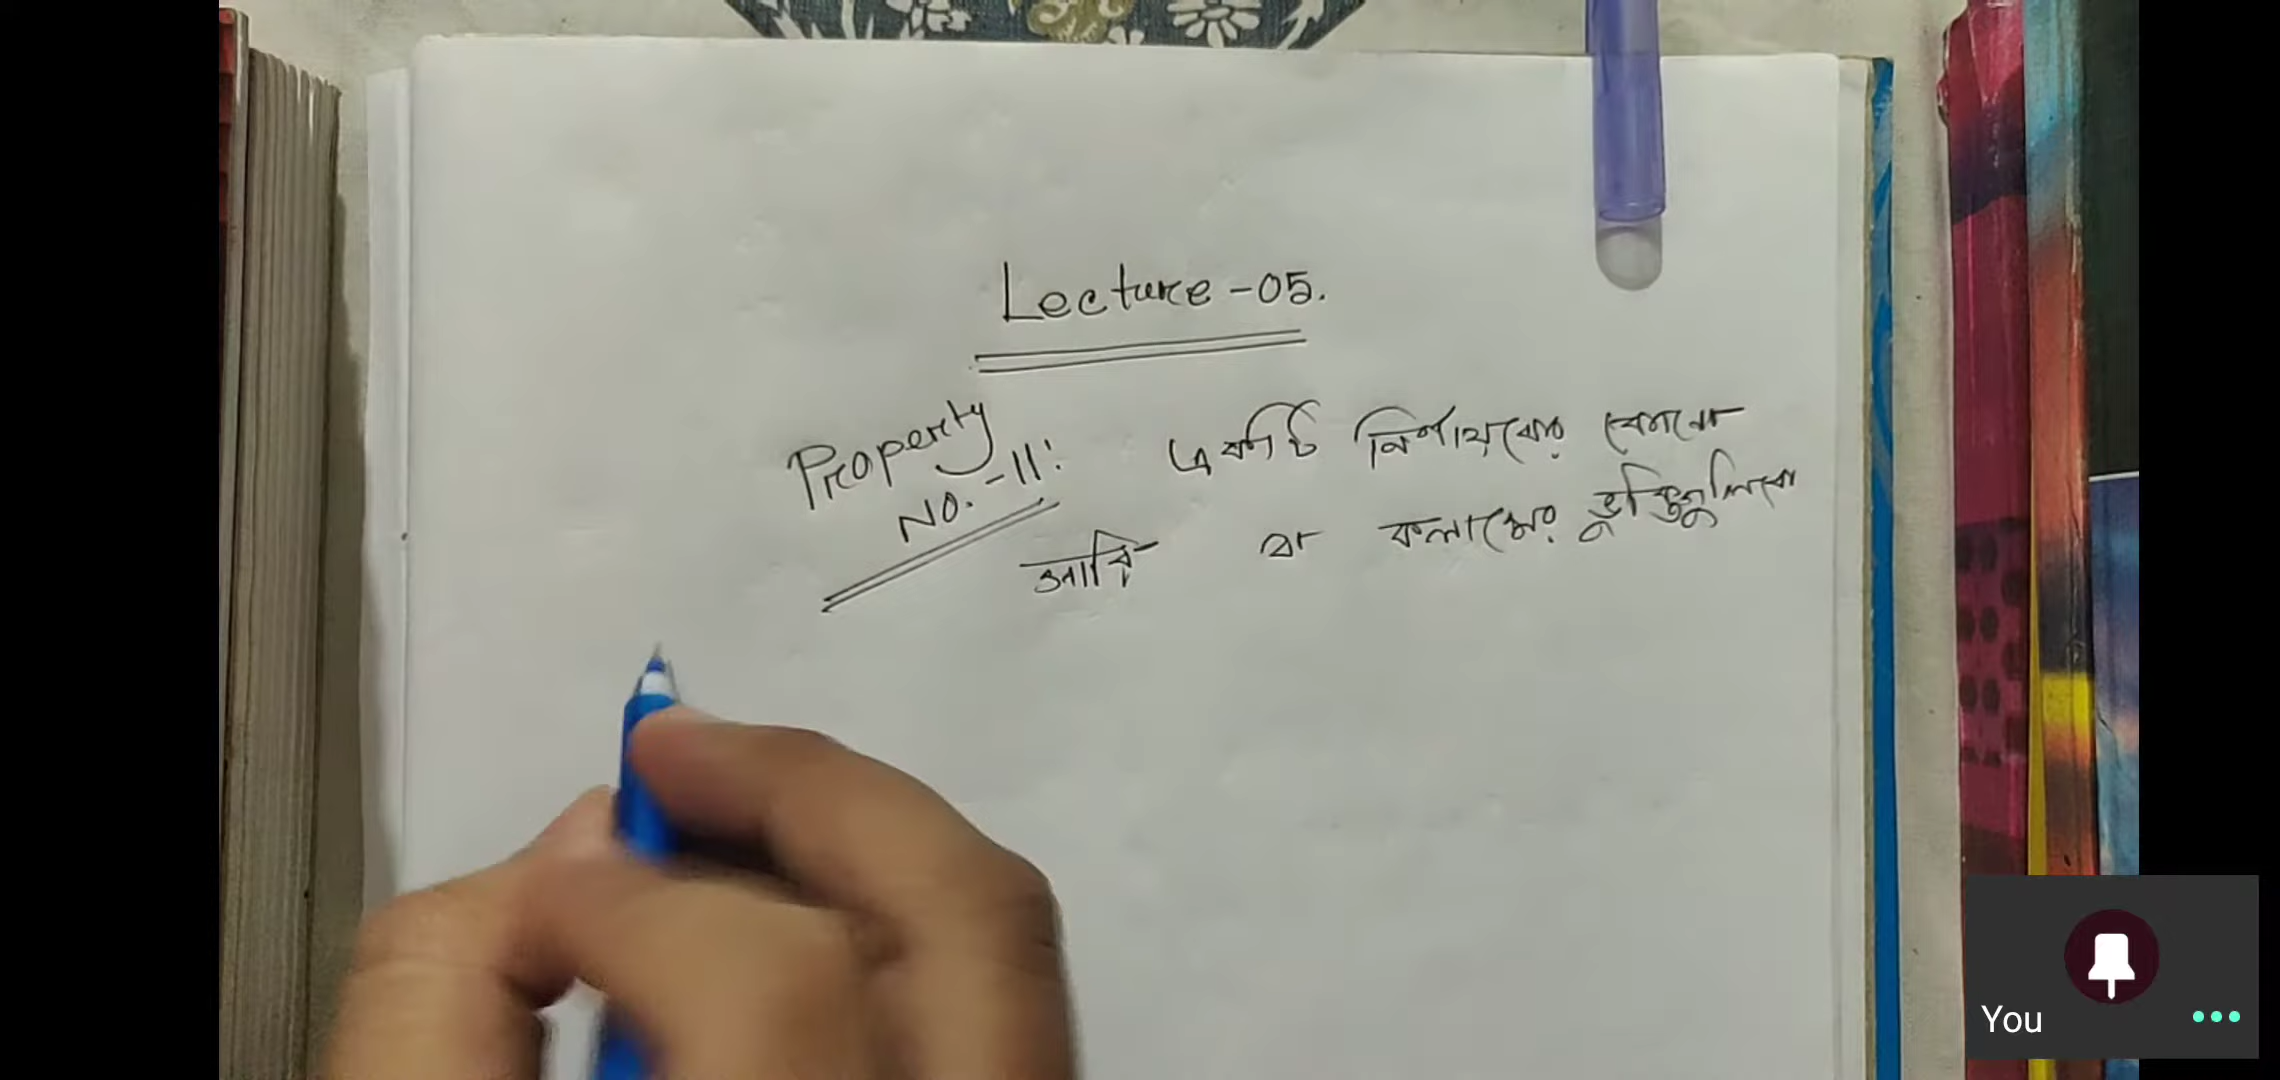 Lecture -05.
Property একটি নির্ণায়কের কোনো
NO. -11:
সারি বা কলামের ভুক্তিগুলিকে
You